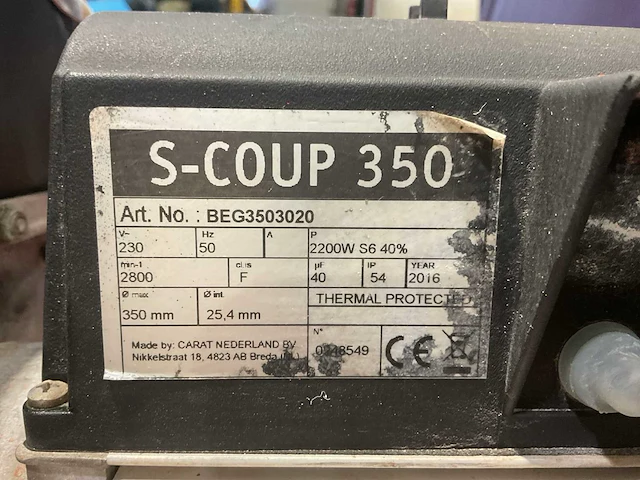 S-COUP 350
Art. No. : BEG3503020
V~ Hz A P
230 50 2200W S6 40%
min-1 clas µF IP YEAR
2800 F 40 54 2016
Ø max Ø int. THERMAL PROTECTED
350 mm 25,4 mm
Made by: CARAT NEDERLAND BV N°
Nikkelstraat 18, 4823 AB Breda (NL) CE